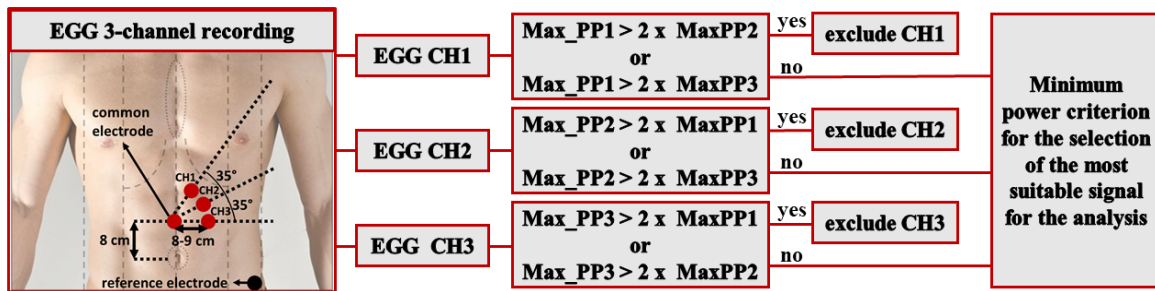 EGG 3-channel recording
common
electrode
CH1
CH2
CH3
35°
35°
8 cm
8-9 cm
reference electrode
EGG CH1
Max_PP1 > 2 x MaxPP2
or
Max_PP1 > 2 x MaxPP3
yes
exclude CH1
no
EGG CH2
Max_PP2 > 2 x MaxPP1
or
Max_PP2 > 2 x MaxPP3
yes
exclude CH2
no
EGG CH3
Max_PP3 > 2 x MaxPP1
or
Max_PP3 > 2 x MaxPP2
yes
exclude CH3
no
Minimum
power criterion
for the selection
of the most
suitable signal
for the analysis